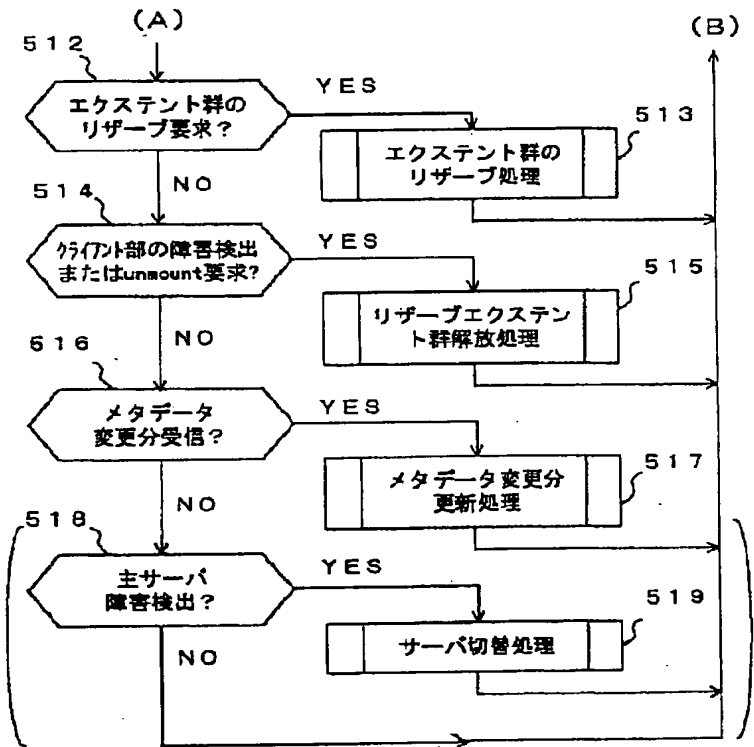 (A)
(B)
512
エクステント群の
リザーブ要求?
YES
513
エクステント群の
リザーブ処理
NO
514
クライアント部の障害検出
またはunmount要求?
YES
515
リザーブエクステン
ト群解放処理
NO
516
メタデータ
変更分受信?
YES
517
メタデータ変更分
更新処理
NO
518
主サーバ
障害検出?
YES
519
サーバ切替処理
NO